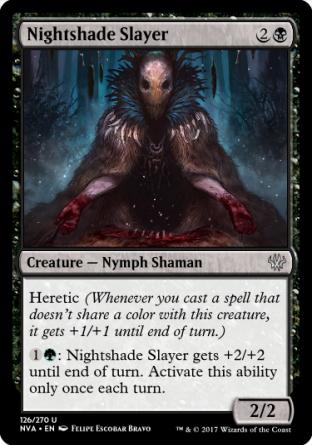 Nightshade Slayer 2
Creature — Nymph Shaman
Heretic (Whenever you cast a spell that
doesn't share a color with this creature,
it gets +1/+1 until end of turn.)
1 : Nightshade Slayer gets +2/+2
until end of turn. Activate this ability
only once each turn.
2/2
126/270 U
NVA • EN Felipe Escobar Bravo ™ & © 2017 Wizards of the Coast